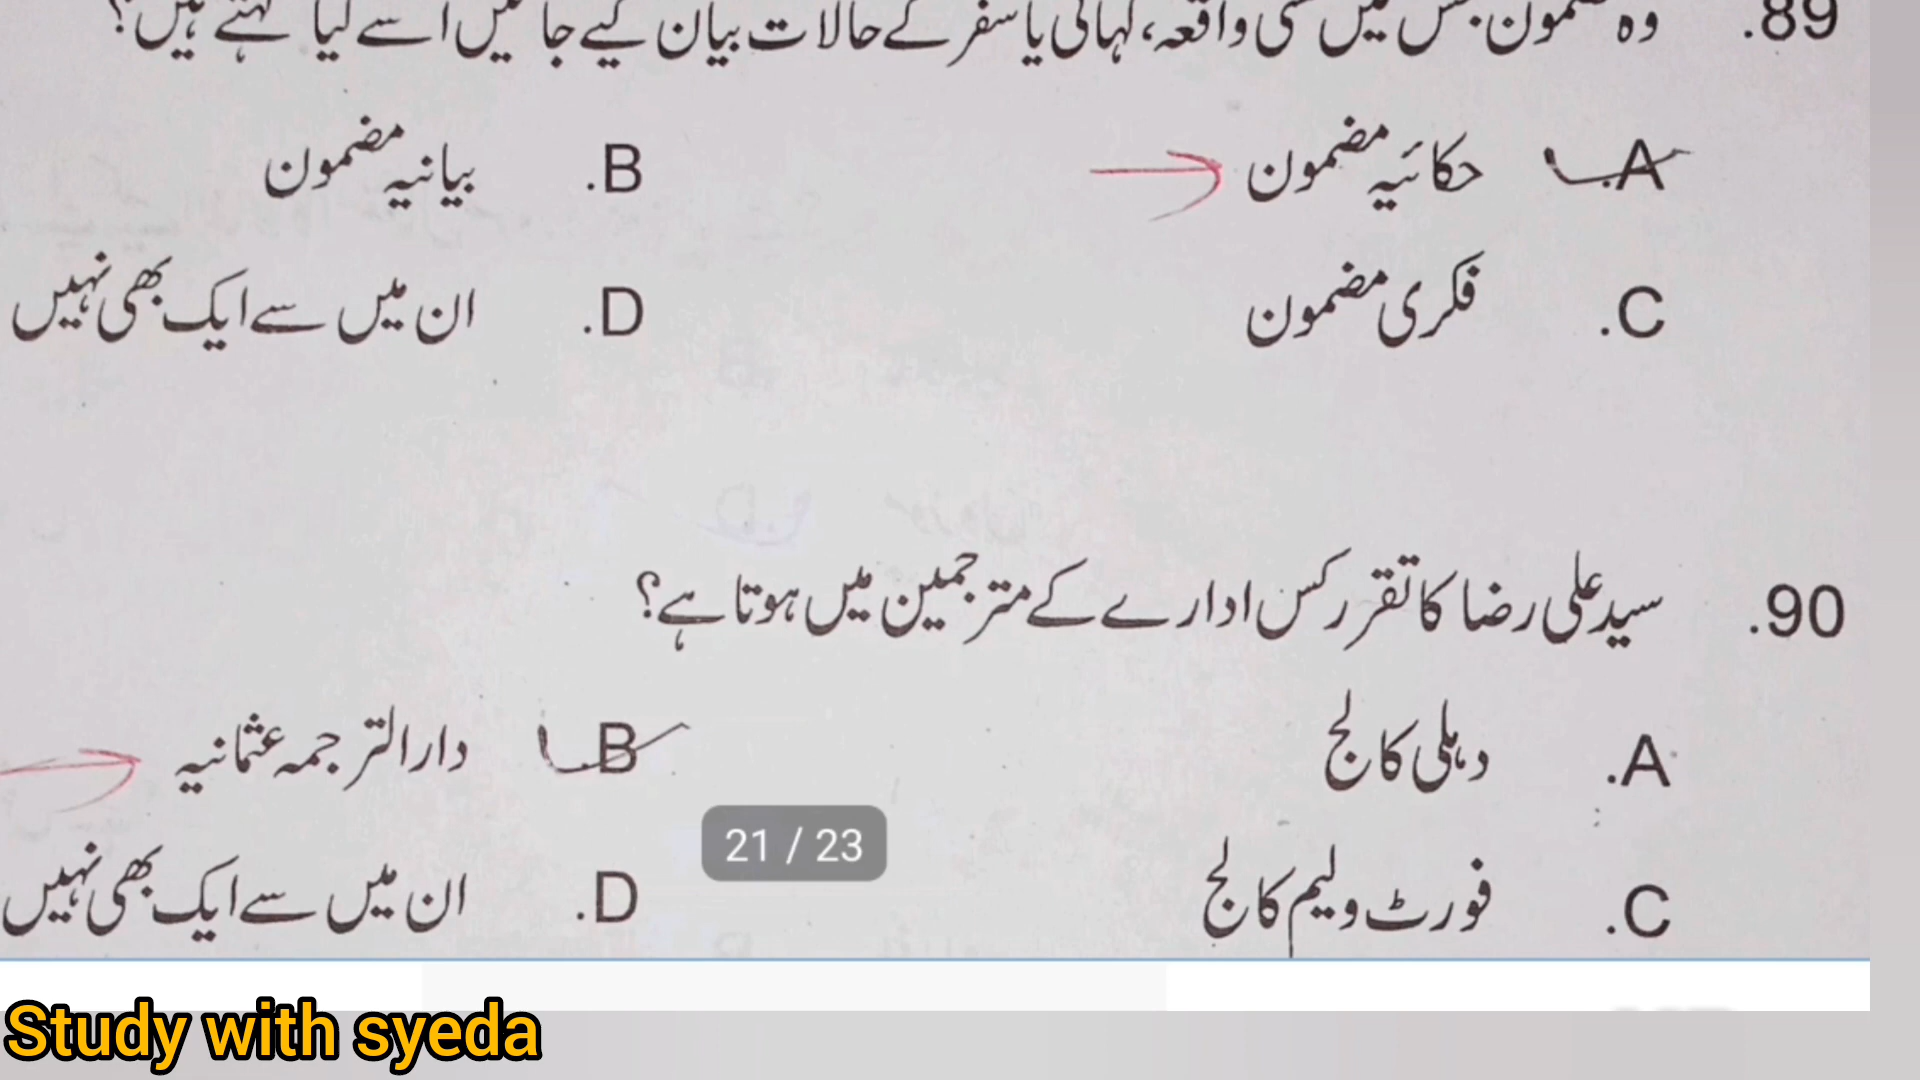 89. وہ مضمون جس میں کسی واقعہ، کہانی یا سفر کے حالات بیان کیے جائیں اسے کیا کہتے ہیں؟
A. حکائیہ مضمون B. بیانیہ مضمون
C. فکری مضمون D. ان میں سے ایک بھی نہیں
90. سید علی رضا کا تقرر کس ادارے کے مترجمین میں ہوتا ہے؟
A. دہلی کالج B. دارالترجمہ عثمانیہ
21 / 23
C. فورٹ ولیم کالج D. ان میں سے ایک بھی نہیں
Study with syeda